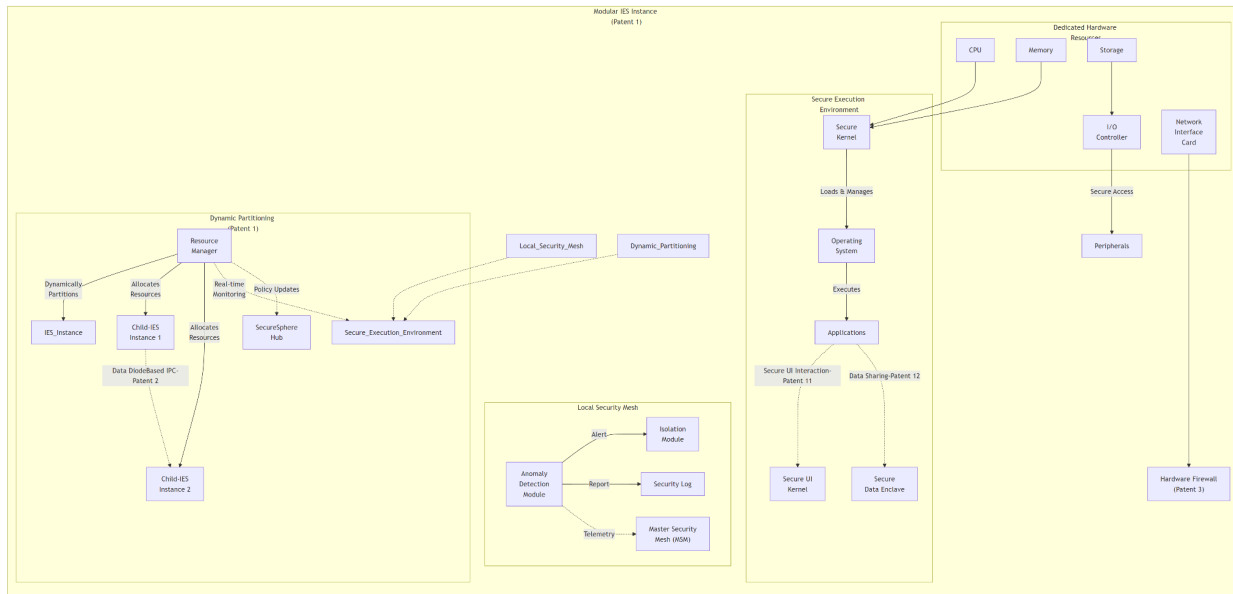 Modular IES Instance
(Patent 1)
Dedicated Hardware
Resources
CPU
Memory
Storage
I/O
Controller
Network
Interface
Card
Secure Access
Peripherals
Hardware Firewall
(Patent 3)
Secure Execution
Environment
Secure
Kernel
Loads & Manages
Operating
System
Executes
Applications
Secure UI Interaction-
Patent 11
Data Sharing-Patent 12
Secure UI
Kernel
Secure
Data Enclave
Dynamic Partitioning
(Patent 1)
Resource
Manager
Dynamically
Partitions
Allocates
Resources
Real-time
Monitoring
Policy Updates
Allocates
Resources
IES_Instance
Child-IES
Instance 1
SecureSphere
Hub
Secure_Execution_Environment
Data DiodeBased IPC-
Patent 2
Child-IES
Instance 2
Local_Security_Mesh
Dynamic_Partitioning
Local Security Mesh
Anomaly
Detection
Module
Alert
Report
Telemetry
Isolation
Module
Security Log
Master Security
Mesh (MSM)